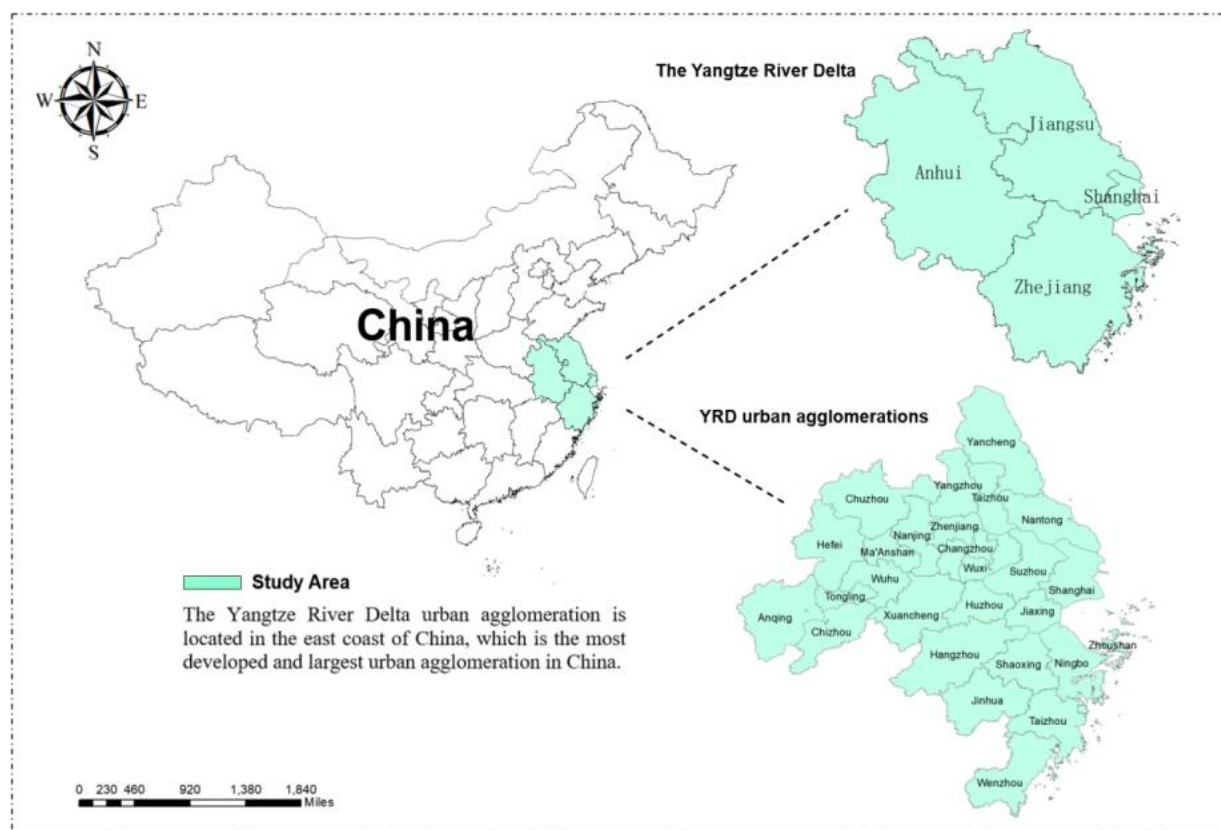 N
W
E
S
The Yangtze River Delta
Jiangsu
Anhui
Shanghai
Zhejiang
China
YRD urban agglomerations
Yancheng
Yangzhou
Chuzhou
Taizhou
Nantong
Zhenjiang
Nanjing
Hefei
Ma'Anshan
Changzhou
Wuxi
Suzhou
Wuhu
Shanghai
Tongling
Huzhou
Jiaxing
Anqing
Xuancheng
Chizhou
Zhoushan
Hangzhou
Shaoxing
Ningbo
Jinhua
Taizhou
Wenzhou
Study Area
The Yangtze River Delta urban agglomeration is
located in the east coast of China, which is the most
developed and largest urban agglomeration in China.
0 230 460 920 1,380 1,840
Miles